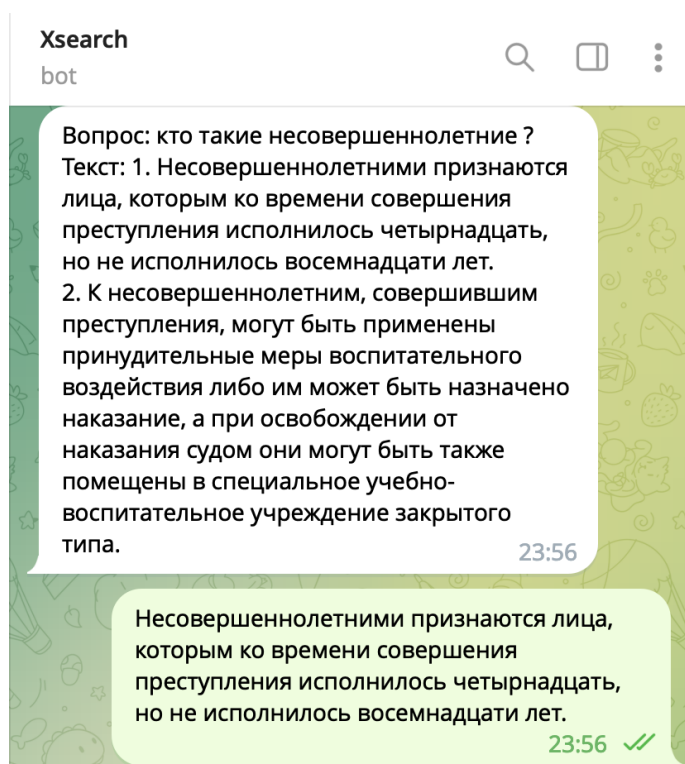 Xsearch
bot
Вопрос: кто такие несовершеннолетние ?
Текст: 1. Несовершеннолетними признаются
лица, которым ко времени совершения
преступления исполнилось четырнадцать,
но не исполнилось восемнадцати лет.
2. К несовершеннолетним, совершившим
преступления, могут быть применены
принудительные меры воспитательного
воздействия либо им может быть назначено
наказание, а при освобождении от
наказания судом они могут быть также
помещены в специальное учебно-
воспитательное учреждение закрытого
типа.
23:56
Несовершеннолетними признаются лица,
которым ко времени совершения
преступления исполнилось четырнадцать,
но не исполнилось восемнадцати лет.
23:56